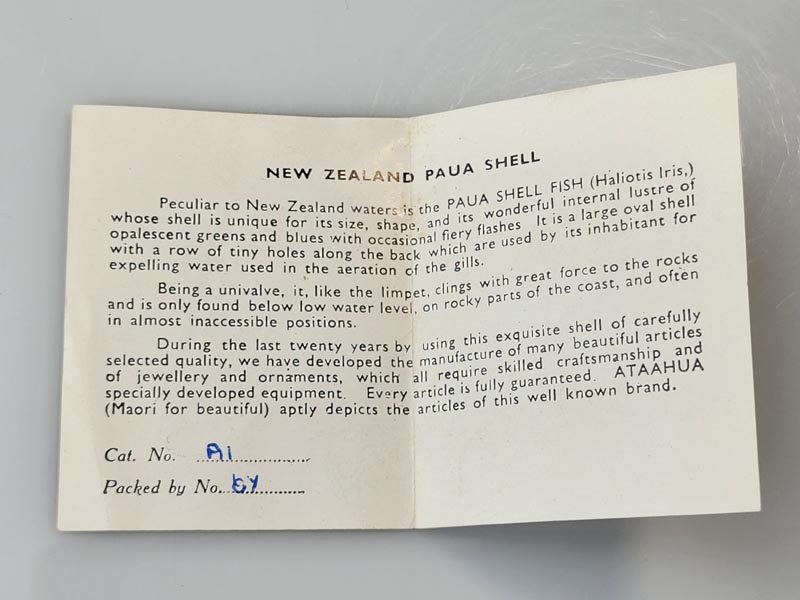 NEW ZEALAND PAUA SHELL
Peculiar to New Zealand waters is the PAUA SHELL FISH (Haliotis Iris,)
whose shell is unique for its size, shape, and its wonderful internal lustre of
opalescent greens and blues with occasional fiery flashes It is a large oval shell
with a row of tiny holes along the back which are used by its inhabitant for
expelling water used in the aeration of the gills.
Being a univalve, it, like the limpet, clings with great force to the rocks
and is only found below low water level, on rocky parts of the coast, and often
in almost inaccessible positions.
During the last twenty years by using this exquisite shell of carefully
selected quality, we have developed the manufacture of many beautiful articles
of jewellery and ornaments, which all require skilled craftsmanship and
specially developed equipment. Every article is fully guaranteed. ATAAHUA
(Maori for beautiful) aptly depicts the articles of this well known brand.
Cat. No. A1
Packed by No. 6y